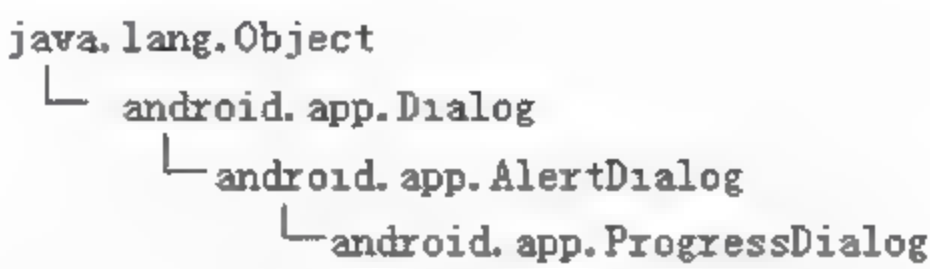 java.lang.Object
android.app.Dialog
android.app.AlertDialog
android.app.ProgressDialog